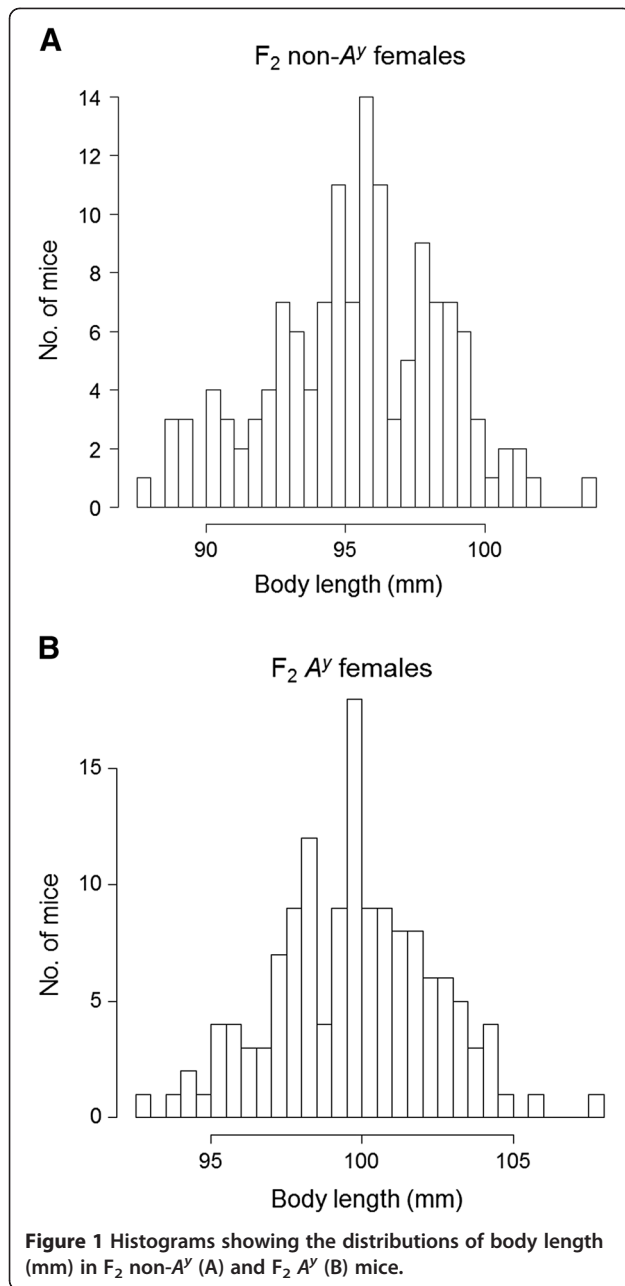 A
F₂ non-Aʸ females
No. of mice
14
12
10
8
6
4
2
0
90 95 100
Body length (mm)
B
F₂ Aʸ females
No. of mice
15
10
5
0
95 100 105
Body length (mm)
Figure 1 Histograms showing the distributions of body length
(mm) in F₂ non-Aʸ (A) and F₂ Aʸ (B) mice.